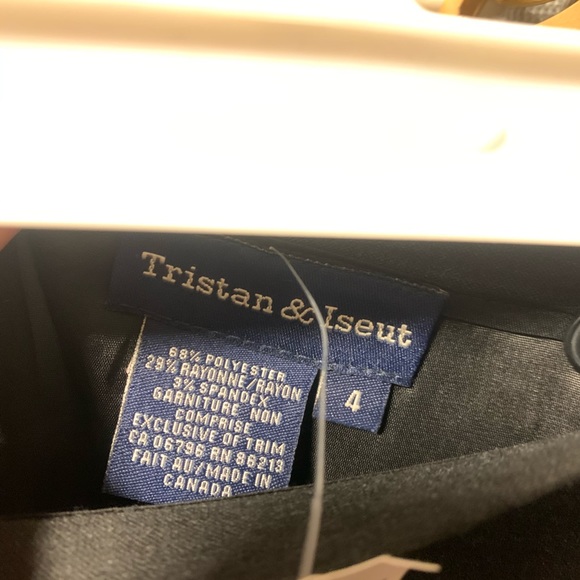 Tristan & Iseut
68% POLYESTER
29% RAYONNE/RAYON
3% SPANDEX
GARNITURE NON
COMPRISE
EXCLUSIVE OF TRIM
CA 06796 RN 86213
FAIT AU/MADE IN
CANADA
4